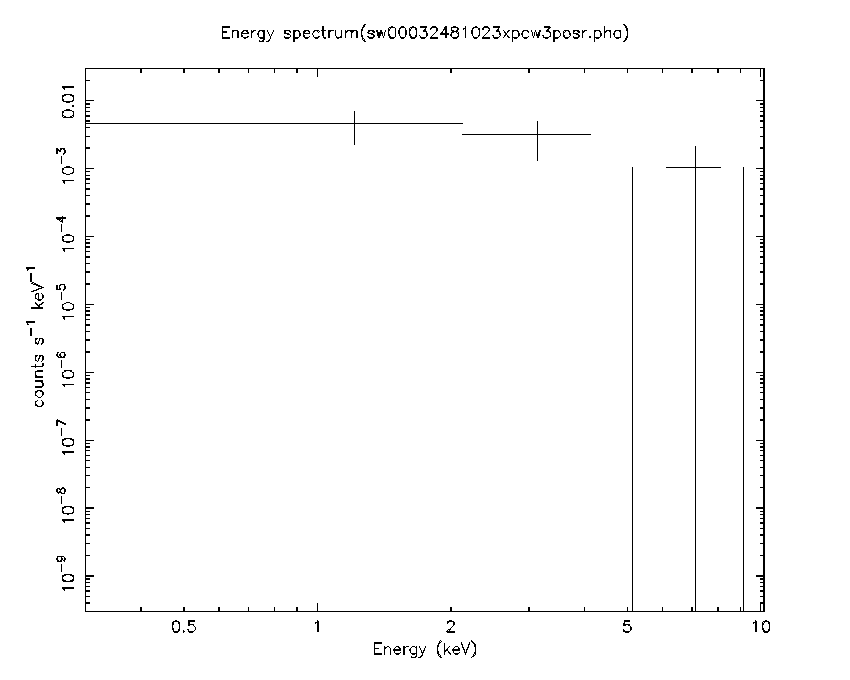 Energy spectrum(sw00032481023xpcw3posr.pha)
counts s⁻¹ keV⁻¹
0.01
10⁻³
10⁻⁴
10⁻⁵
10⁻⁶
10⁻⁷
10⁻⁸
10⁻⁹
0.5 1 2 5 10
Energy (keV)